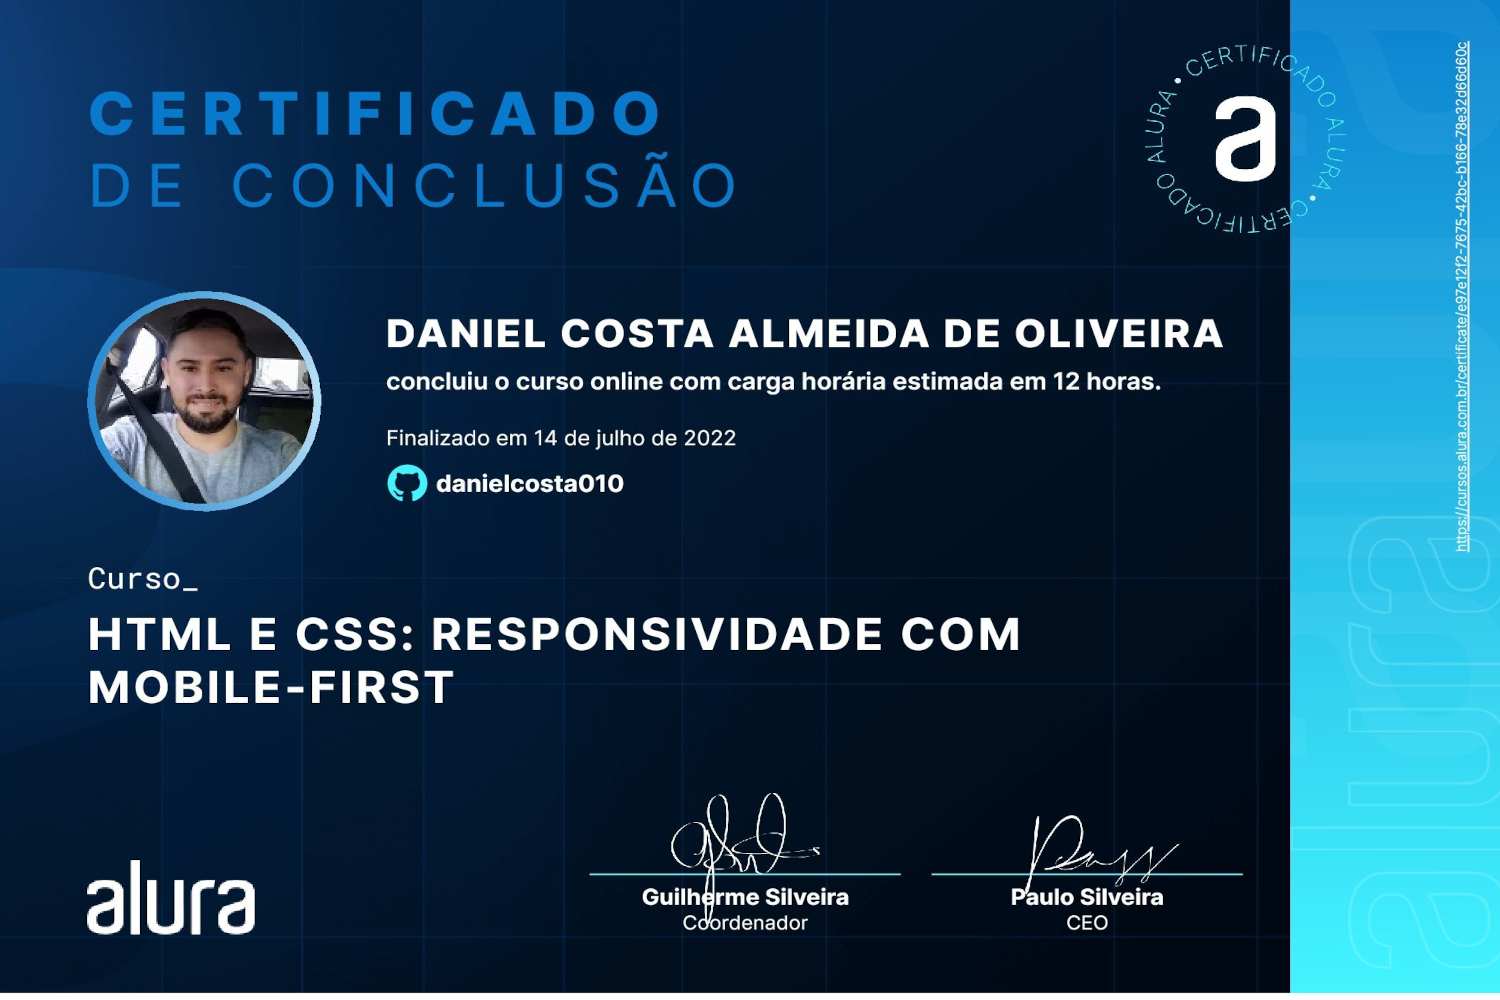 CERTIFICADO
DE CONCLUSÃO
CERTIFICADO ALURA • CERTIFICADO ALURA •
a
DANIEL COSTA ALMEIDA DE OLIVEIRA
concluiu o curso online com carga horária estimada em 12 horas.
Finalizado em 14 de julho de 2022
danielcosta010
Curso_
HTML E CSS: RESPONSIVIDADE COM
MOBILE-FIRST
alura
Guilherme Silveira
Coordenador
Paulo Silveira
CEO
https://cursos.alura.com.br/certificate/e97e12f2-7675-42bc-b166-78e32d66d60c
alura